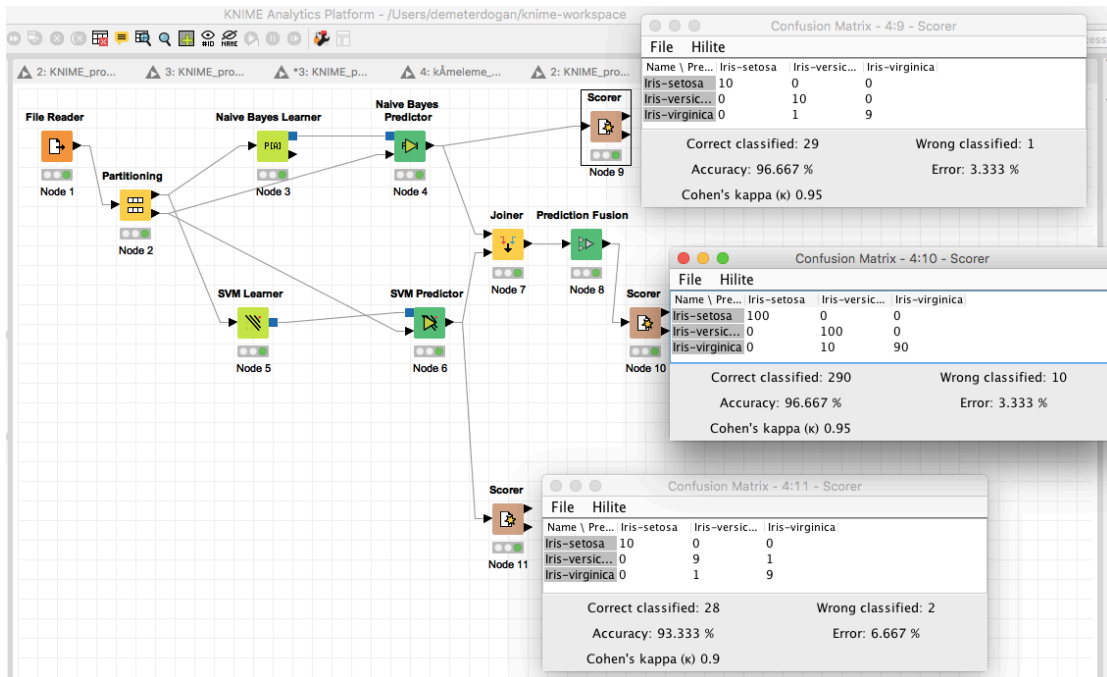 KNIME Analytics Platform - /Users/demeterdogan/knime-workspace
2: KNIME_pro...
3: KNIME_pro...
*3: KNIME_p...
4: kÅmeleme_...
2: KNIME_pro...
File Reader
Node 1
Partitioning
Node 2
Naive Bayes Learner
P[A]
Node 3
Naive Bayes
Predictor
Node 4
Scorer
Node 9
Joiner
Node 7
Prediction Fusion
Node 8
Scorer
Node 10
SVM Learner
Node 5
SVM Predictor
Node 6
Scorer
Node 11
Confusion Matrix - 4:9 - Scorer
File Hilite
Name \ Pre... Iris-setosa Iris-versic... Iris-virginica
Iris-setosa 10 0 0
Iris-versic... 0 10 0
Iris-virginica 0 1 9
Correct classified: 29 Wrong classified: 1
Accuracy: 96.667 % Error: 3.333 %
Cohen's kappa (κ) 0.95
Confusion Matrix - 4:10 - Scorer
File Hilite
Name \ Pre... Iris-setosa Iris-versic... Iris-virginica
Iris-setosa 100 0 0
Iris-versic... 0 100 0
Iris-virginica 0 10 90
Correct classified: 290 Wrong classified: 10
Accuracy: 96.667 % Error: 3.333 %
Cohen's kappa (κ) 0.95
Confusion Matrix - 4:11 - Scorer
File Hilite
Name \ Pre... Iris-setosa Iris-versic... Iris-virginica
Iris-setosa 10 0 0
Iris-versic... 0 9 1
Iris-virginica 0 1 9
Correct classified: 28 Wrong classified: 2
Accuracy: 93.333 % Error: 6.667 %
Cohen's kappa (κ) 0.9